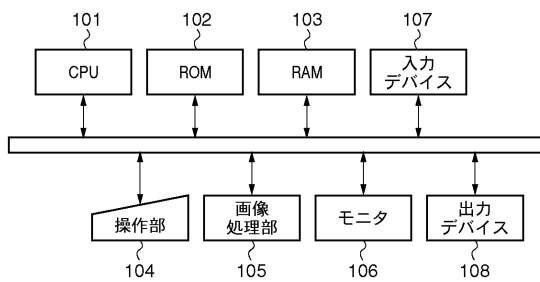 101
102
103
107
CPU
ROM
RAM
入力
デバイス
操作部
画像
処理部
モニタ
出力
デバイス
104
105
106
108